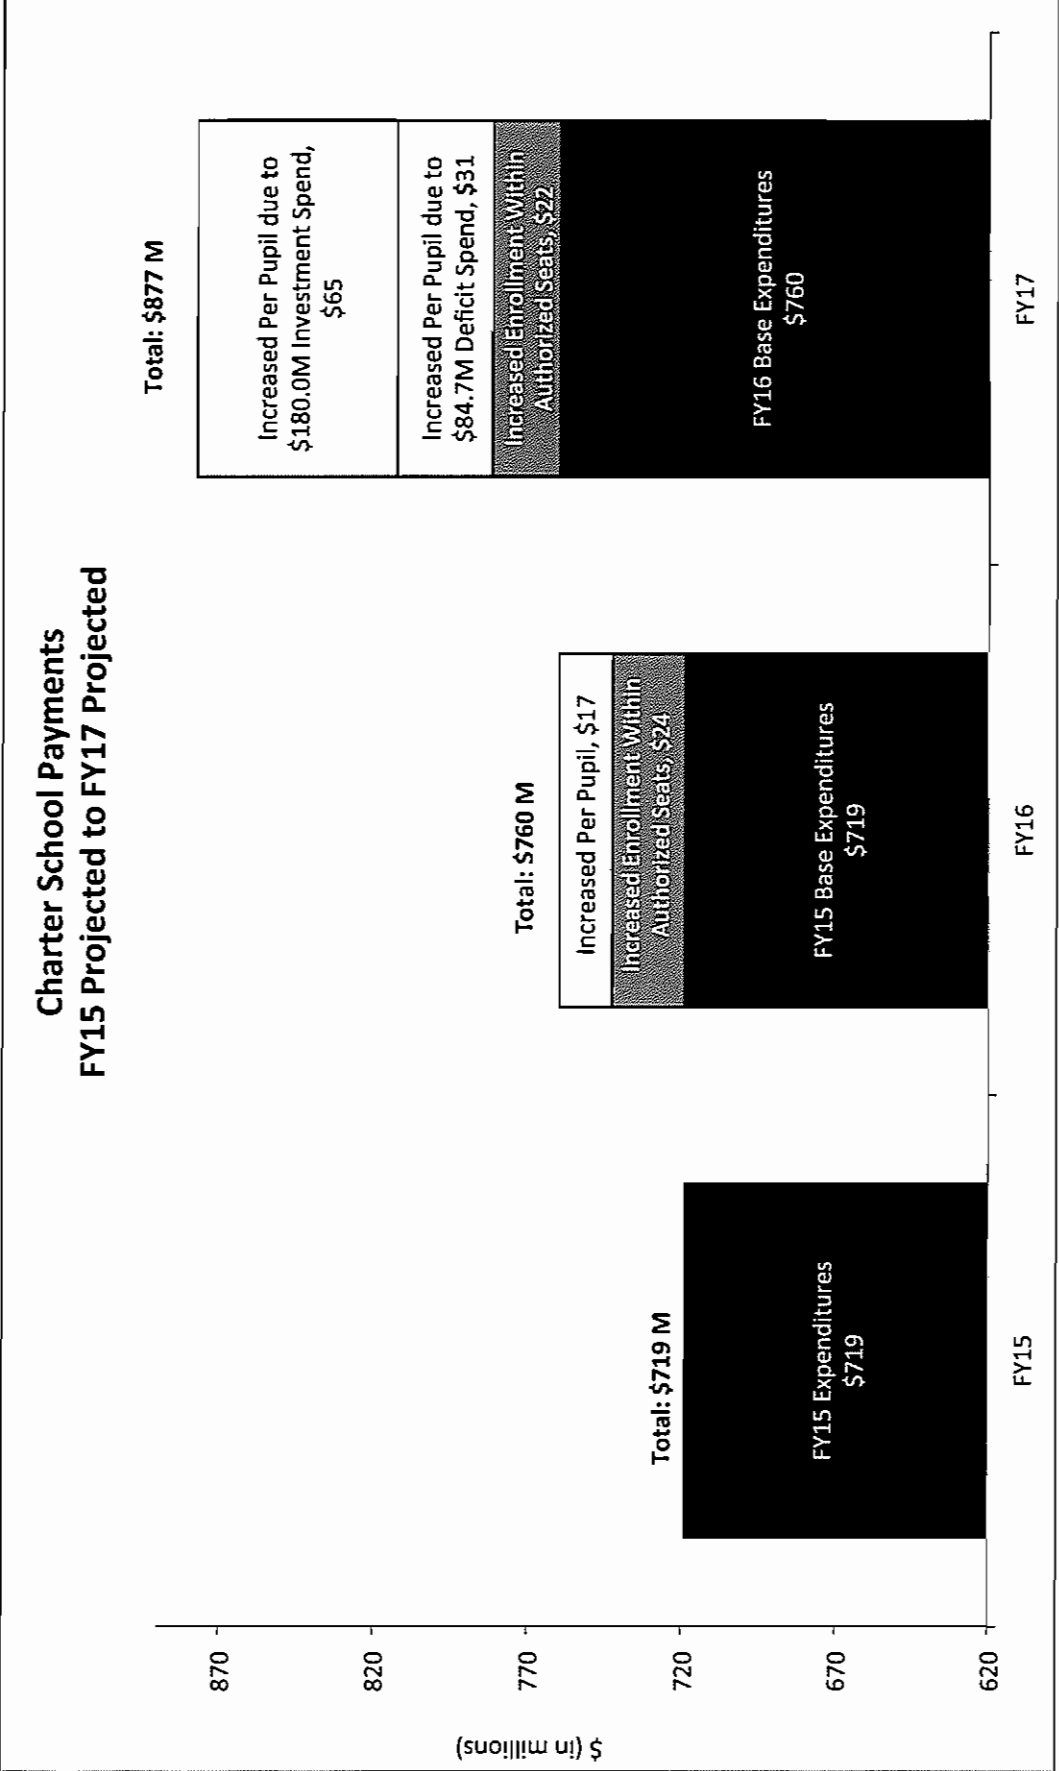 Charter School Payments
FY15 Projected to FY17 Projected
$ (in millions)
870
820
770
720
670
620
Total: $719 M
FY15 Expenditures
$719
FY15
Total: $760 M
Increased Per Pupil, $17
Increased Enrollment Within
Authorized Seats, $24
FY15 Base Expenditures
$719
FY16
Total: $877 M
Increased Per Pupil due to
$180.0M Investment Spend,
$65
Increased Per Pupil due to
$84.7M Deficit Spend, $31
Increased Enrollment Within
Authorized Seats, $22
FY16 Base Expenditures
$760
FY17